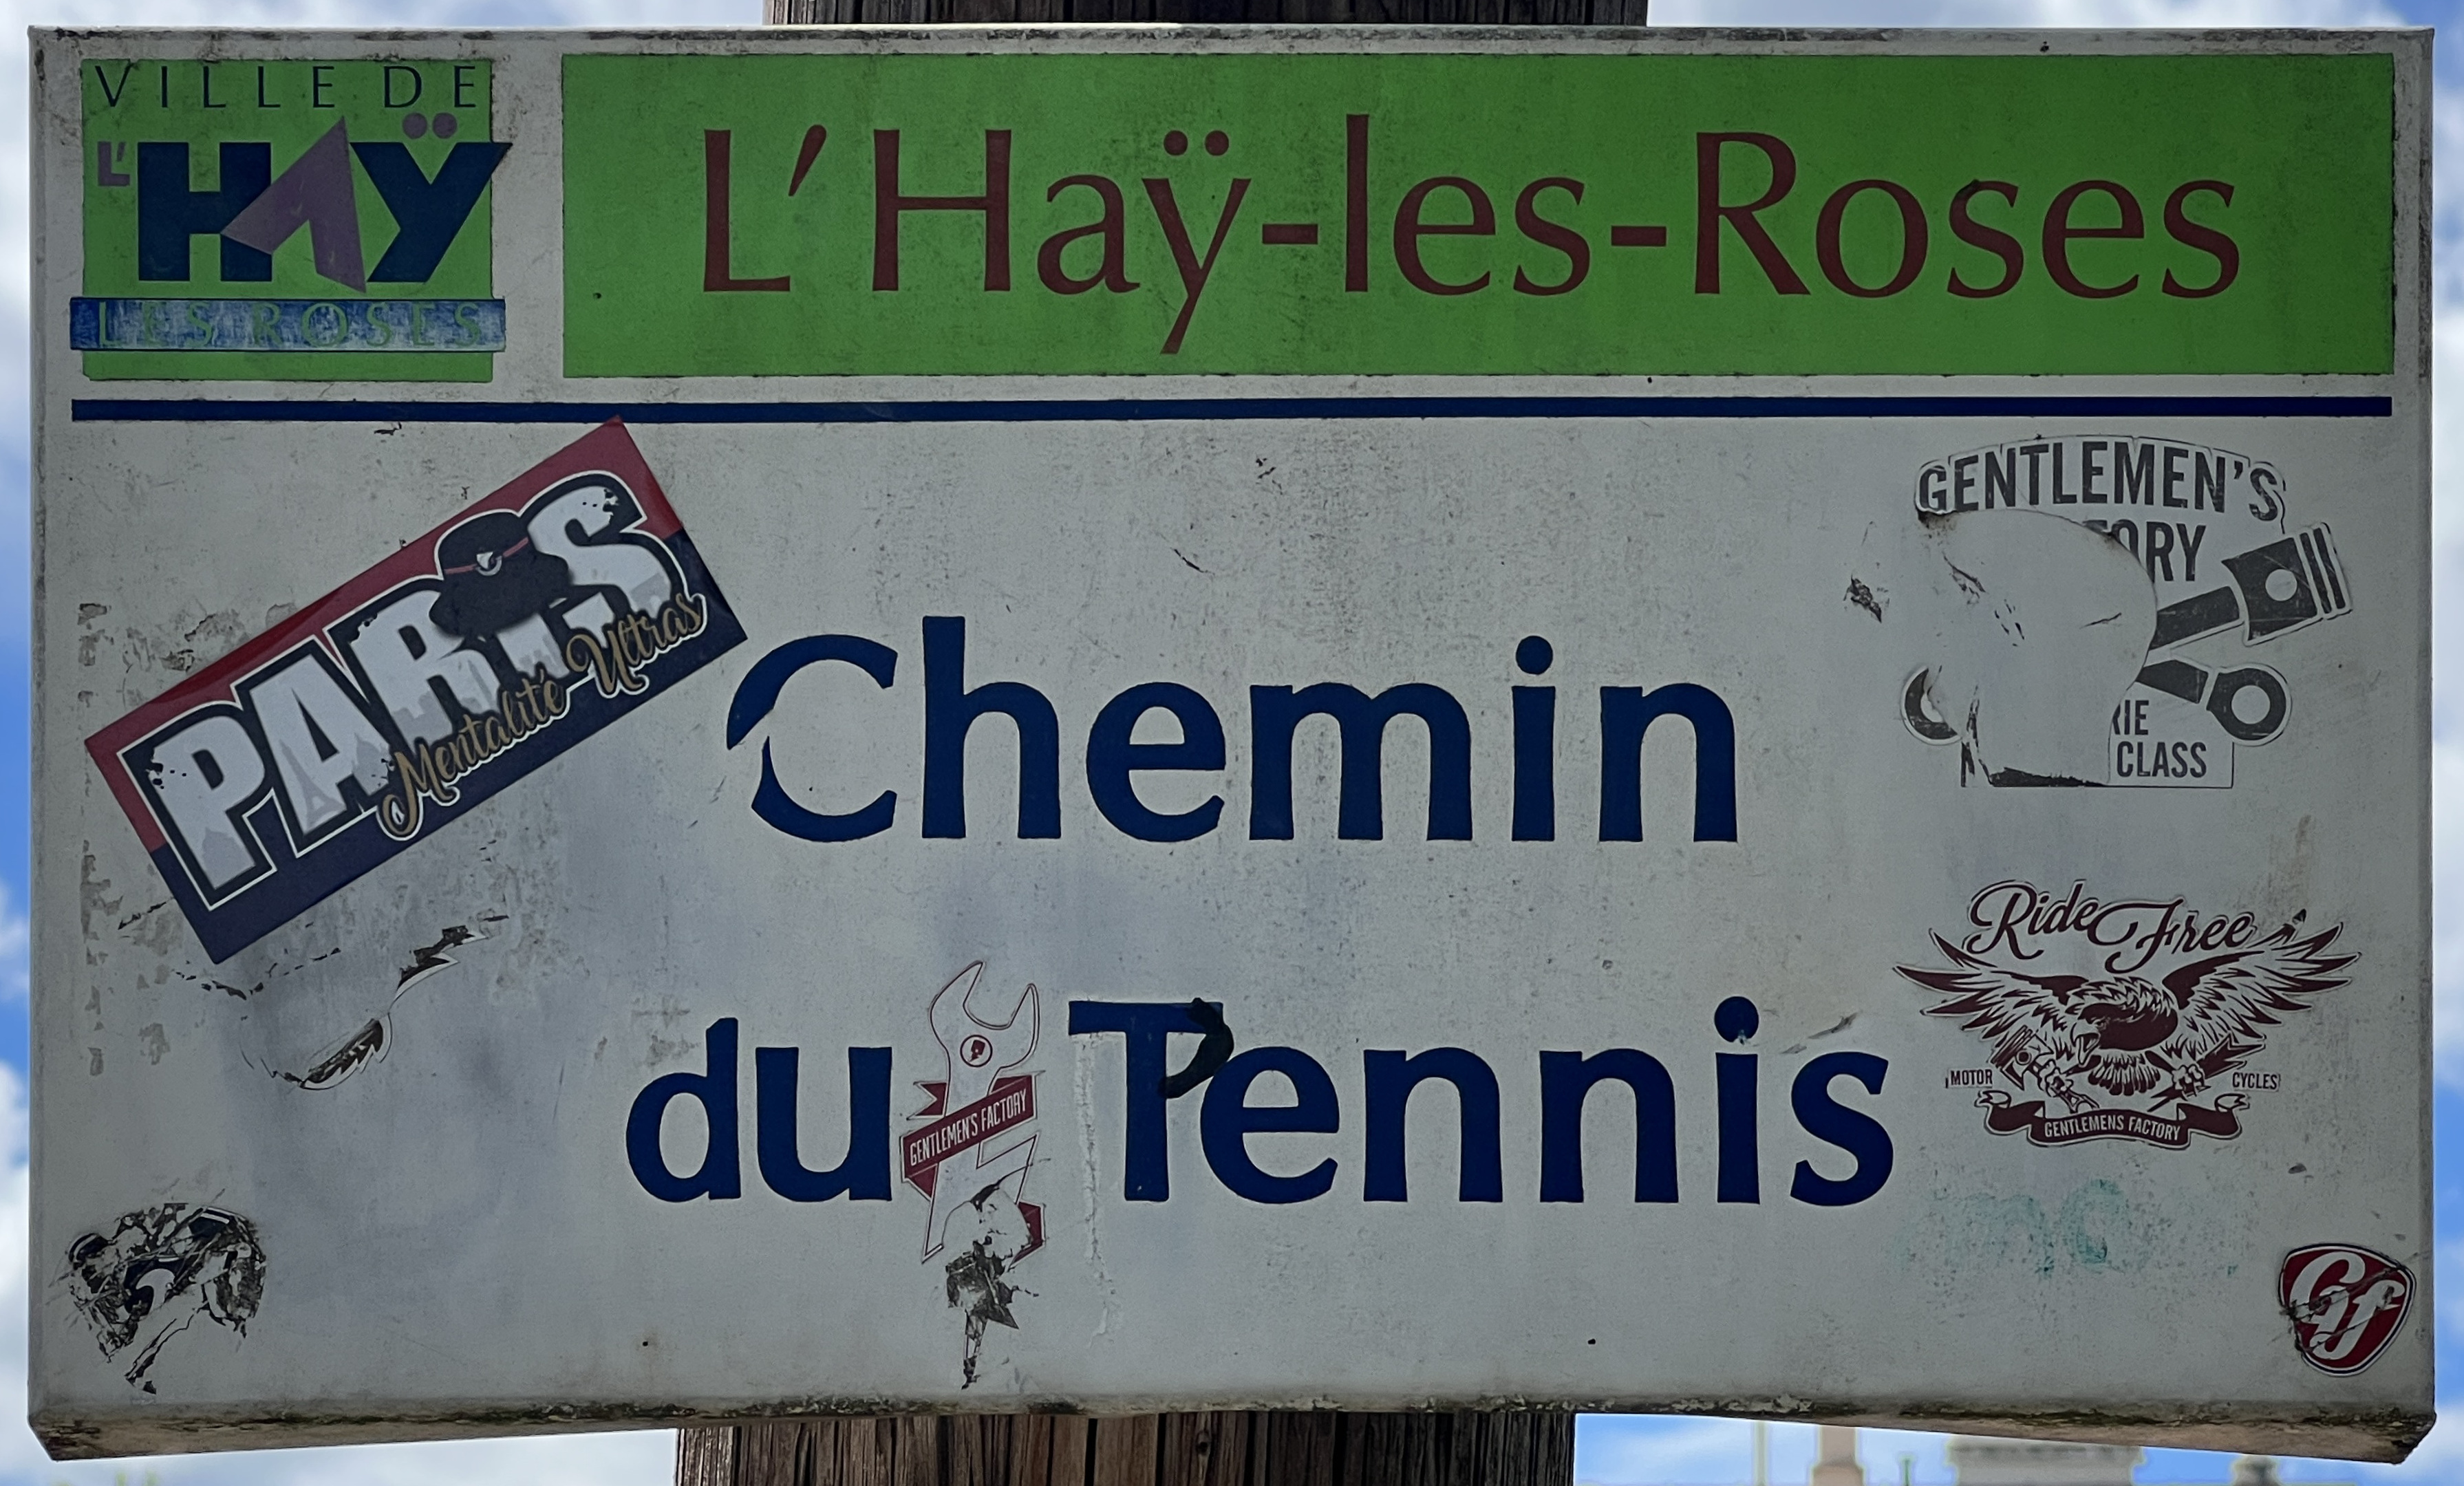 VILLE DE
L'HAŸ
LES ROSES
L'Haÿ-les-Roses
PARIS
Mentalité Ultras
GENTLEMEN'S
CLASS
Chemin
du Tennis
GENTLEMEN'S FACTORY
Ride Free
MOTOR CYCLES
GENTLEMENS FACTORY
Gf